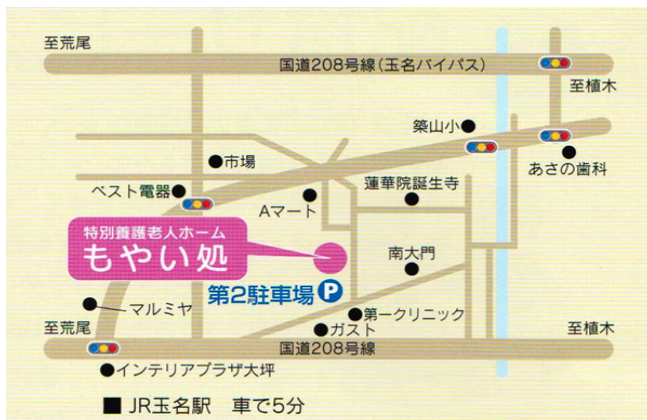 至荒尾
国道208号線(玉名バイパス)
至植木
築山小
あさの歯科
市場
ベスト電器
Aマート
蓮華院誕生寺
特別養護老人ホーム
もやい処
南大門
第2駐車場 P
マルミヤ
第一クリニック
ガスト
至荒尾
国道208号線
至植木
インテリアプラザ大坪
■ JR玉名駅 車で5分